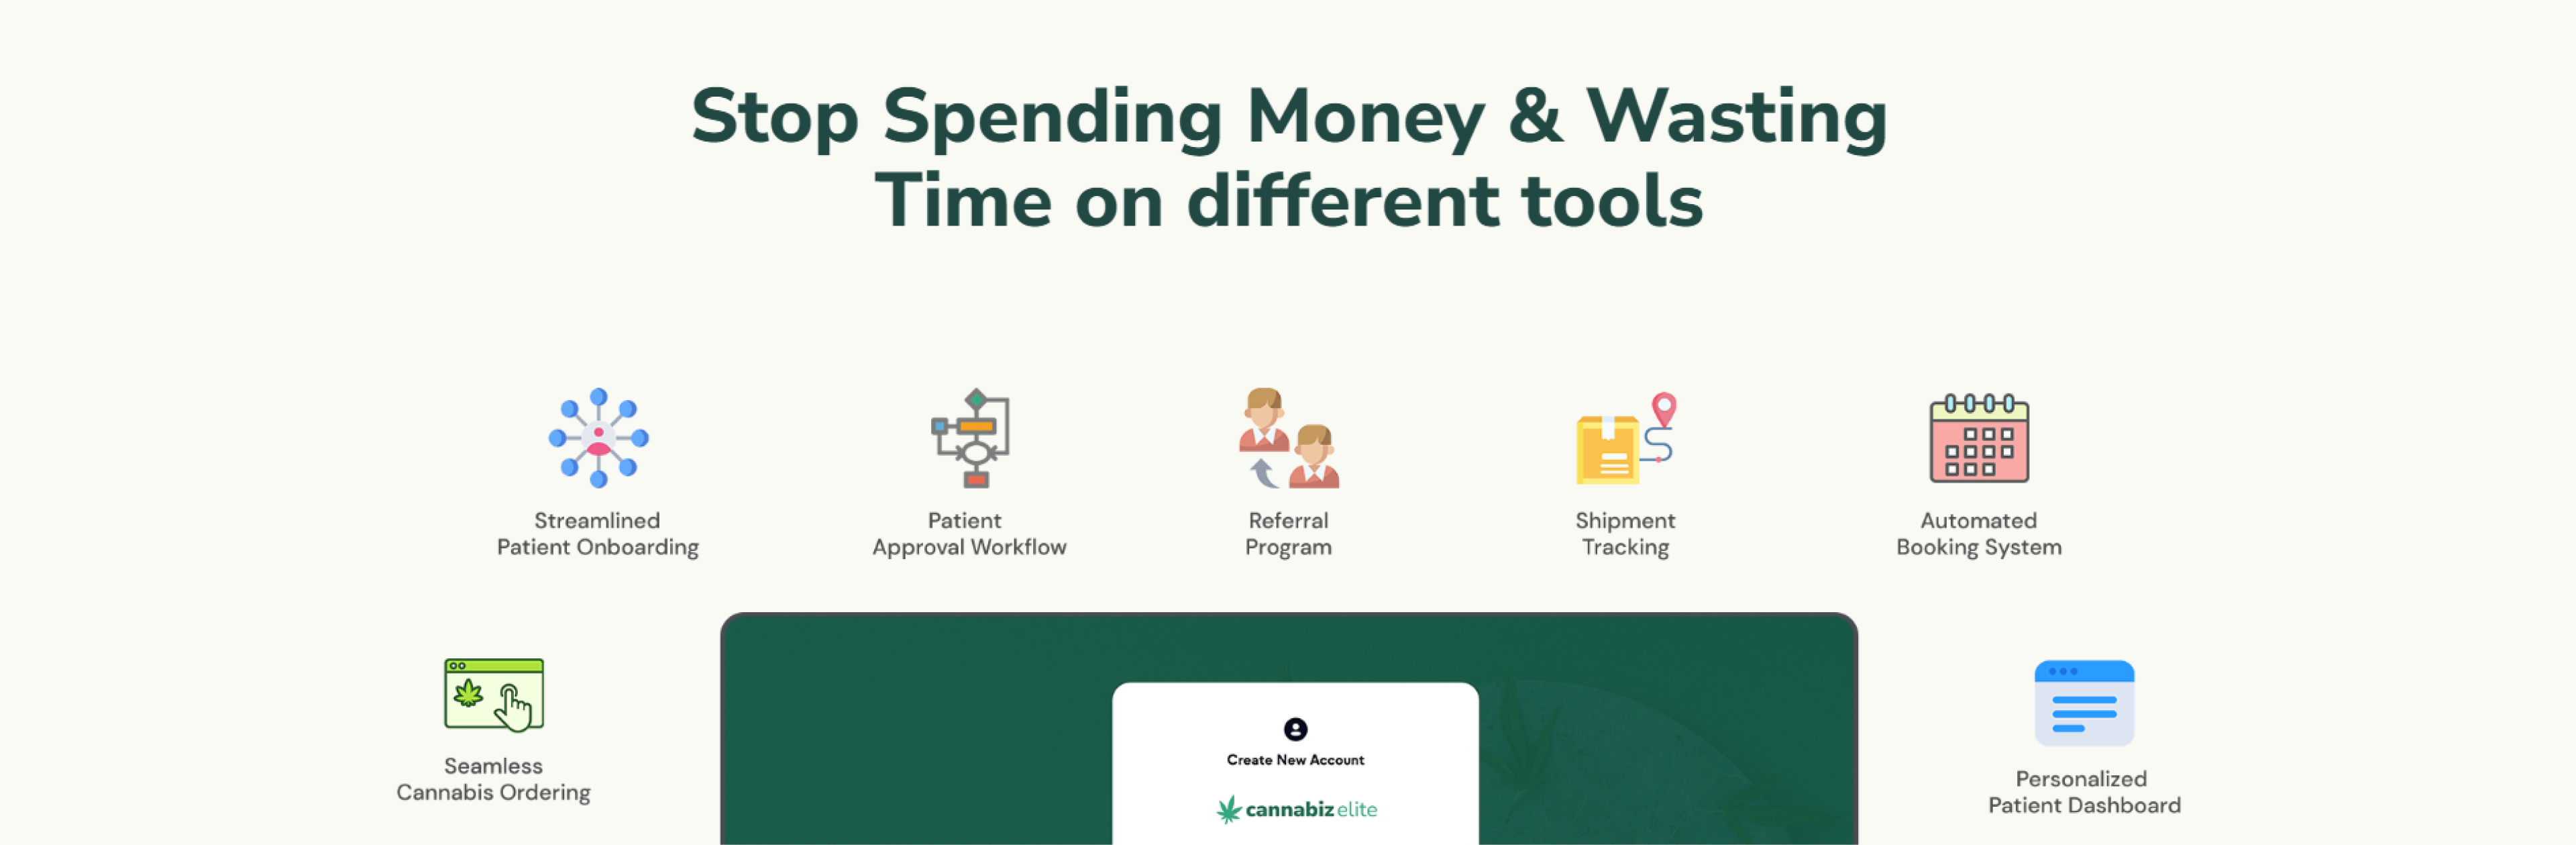 Stop Spending Money & Wasting
Time on different tools
Streamlined
Patient Onboarding
Patient
Approval Workflow
Referral
Program
Shipment
Tracking
Automated
Booking System
Seamless
Cannabis Ordering
Create New Account
cannabiz elite
Personalized
Patient Dashboard